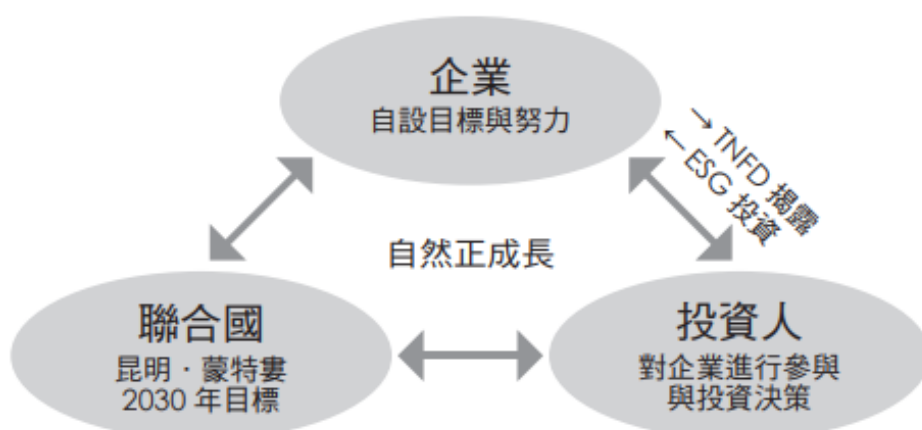 企業
自設目標與努力
→ TNFD 揭露
← ESG 投資
自然正成長
聯合國
昆明．蒙特婁
2030 年目標
投資人
對企業進行參與
與投資決策